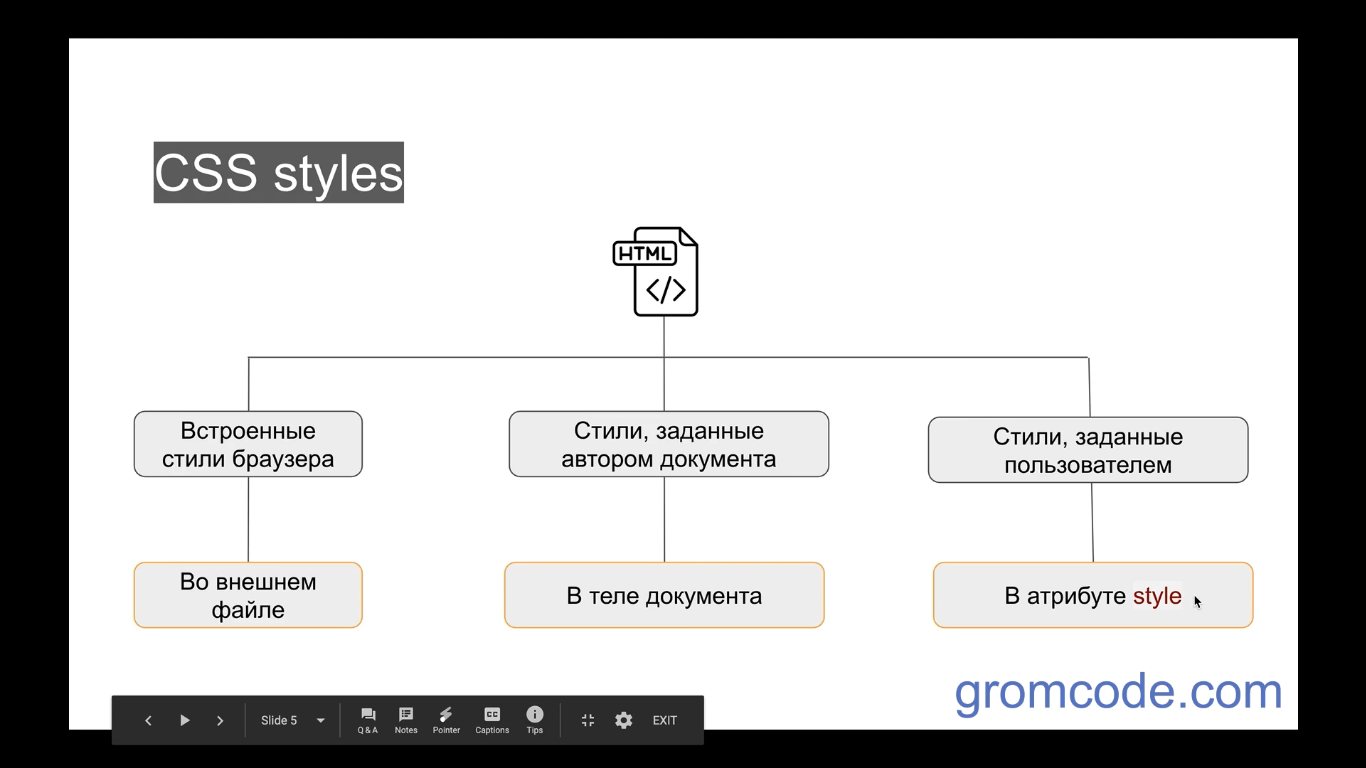 CSS styles
HTML
</>
Встроенные
стили браузера
Стили, заданные
автором документа
Стили, заданные
пользователем
Во внешнем
файле
В теле документа
В атрибуте style
gromcode.com
Slide 5
Q & A
Notes
Pointer
CC
Captions
Tips
EXIT